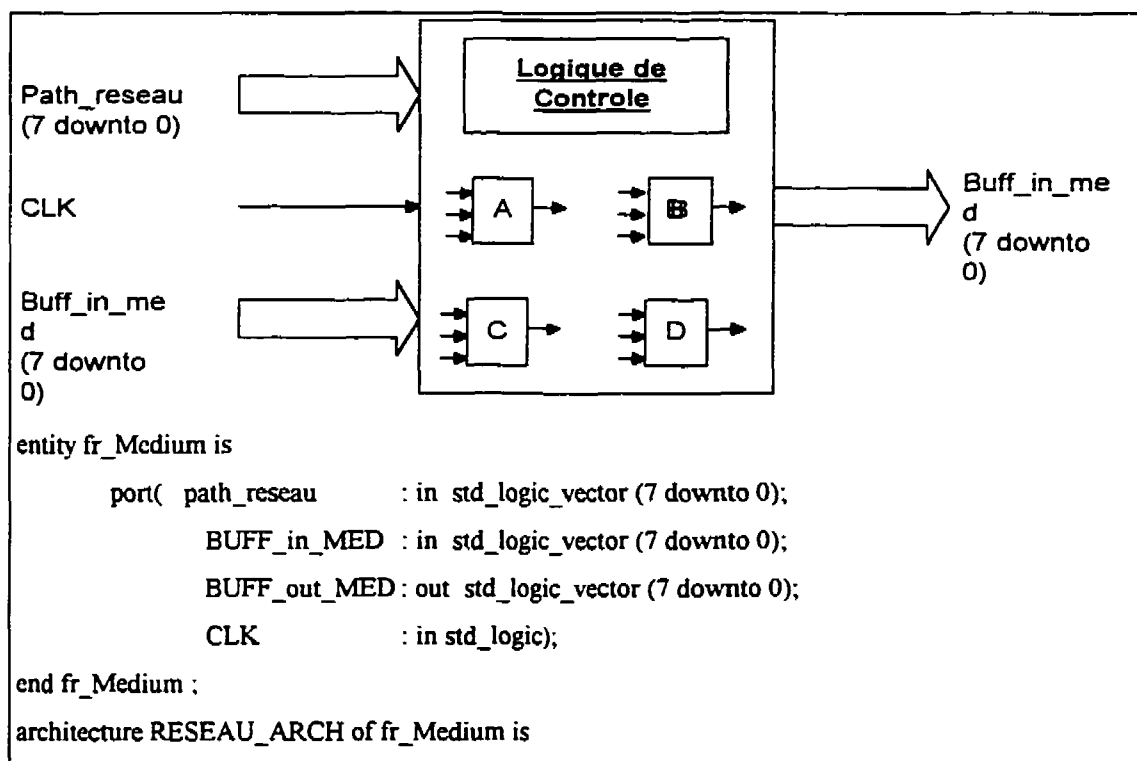 Logique de
Controle
Path_reseau
(7 downto 0)
CLK
Buff_in_me
d
(7 downto
0)
A
B
C
D
Buff_in_me
d
(7 downto
0)
entity fr_Medium is
port( path_reseau : in std_logic_vector (7 downto 0);
BUFF_in_MED : in std_logic_vector (7 downto 0);
BUFF_out_MED : out std_logic_vector (7 downto 0);
CLK : in std_logic);
end fr_Medium ;
architecture RESEAU_ARCH of fr_Medium is